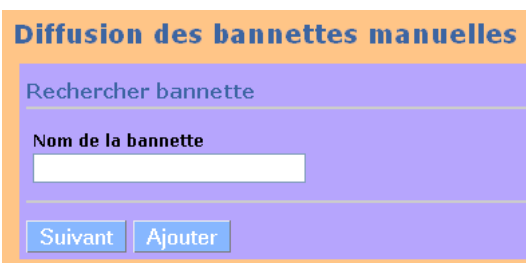 Diffusion des bannettes manuelles
Rechercher bannette
Nom de la bannette
Suivant Ajouter